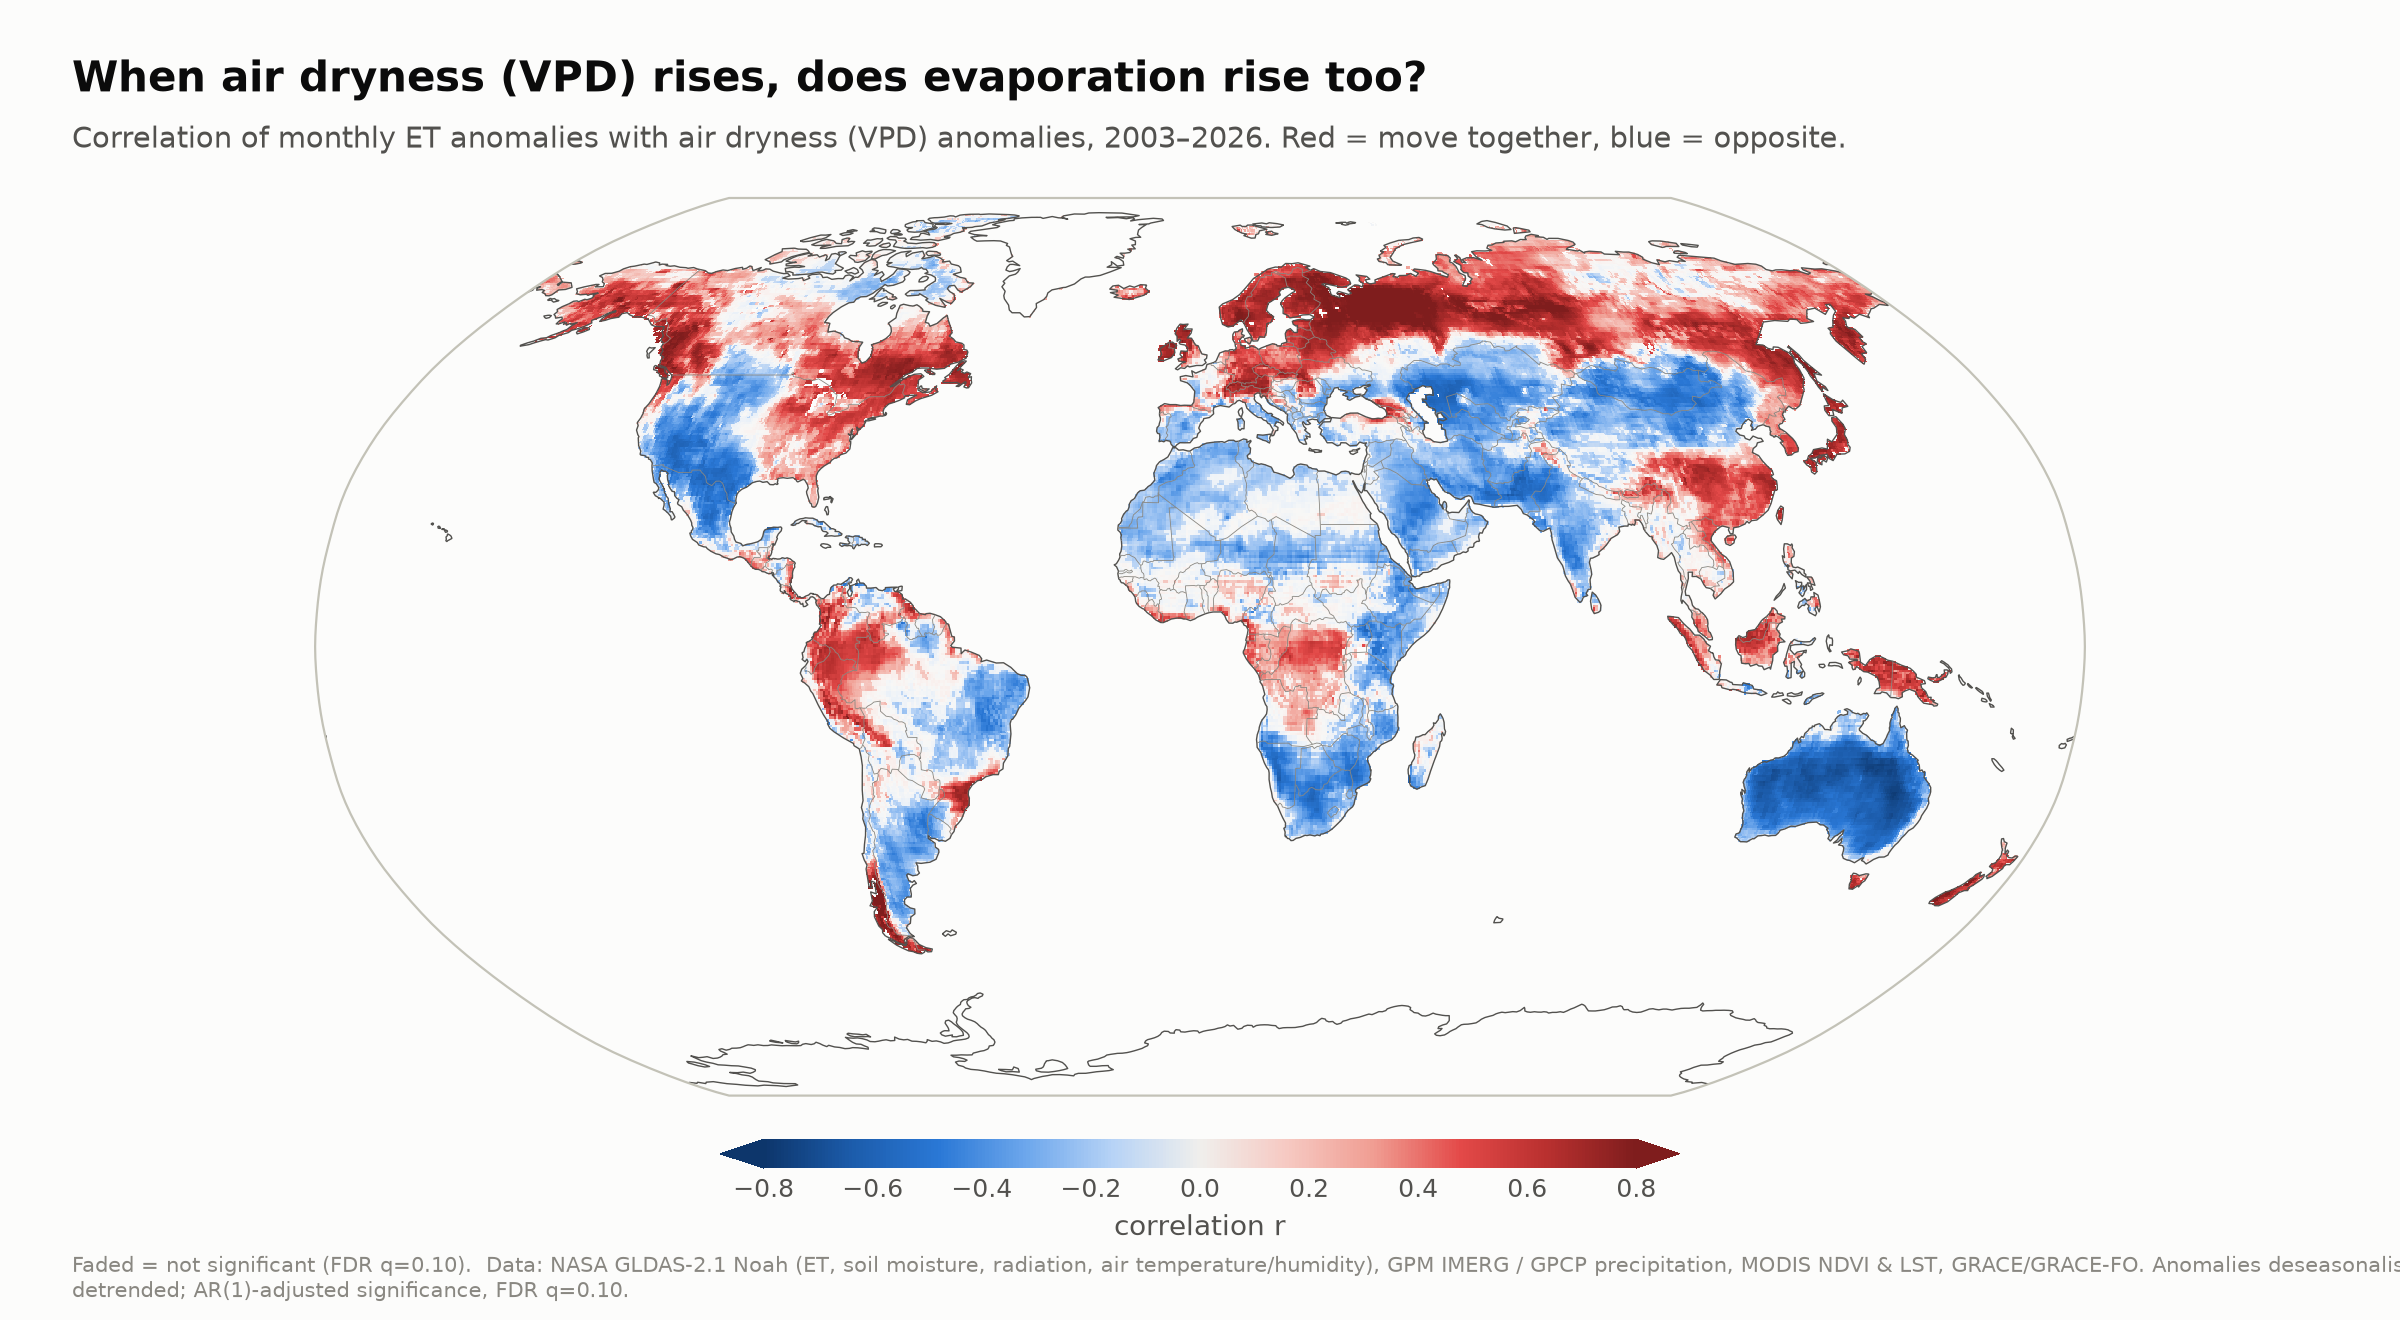 When air dryness (VPD) rises, does evaporation rise too?
Correlation of monthly ET anomalies with air dryness (VPD) anomalies, 2003–2026. Red = move together, blue = opposite.
−0.8 −0.6 −0.4 −0.2 0.0 0.2 0.4 0.6 0.8
correlation r
Faded = not significant (FDR q=0.10).  Data: NASA GLDAS-2.1 Noah (ET, soil moisture, radiation, air temperature/humidity), GPM IMERG / GPCP precipitation, MODIS NDVI & LST, GRACE/GRACE-FO. Anomalies deseasonalis
detrended; AR(1)-adjusted significance, FDR q=0.10.